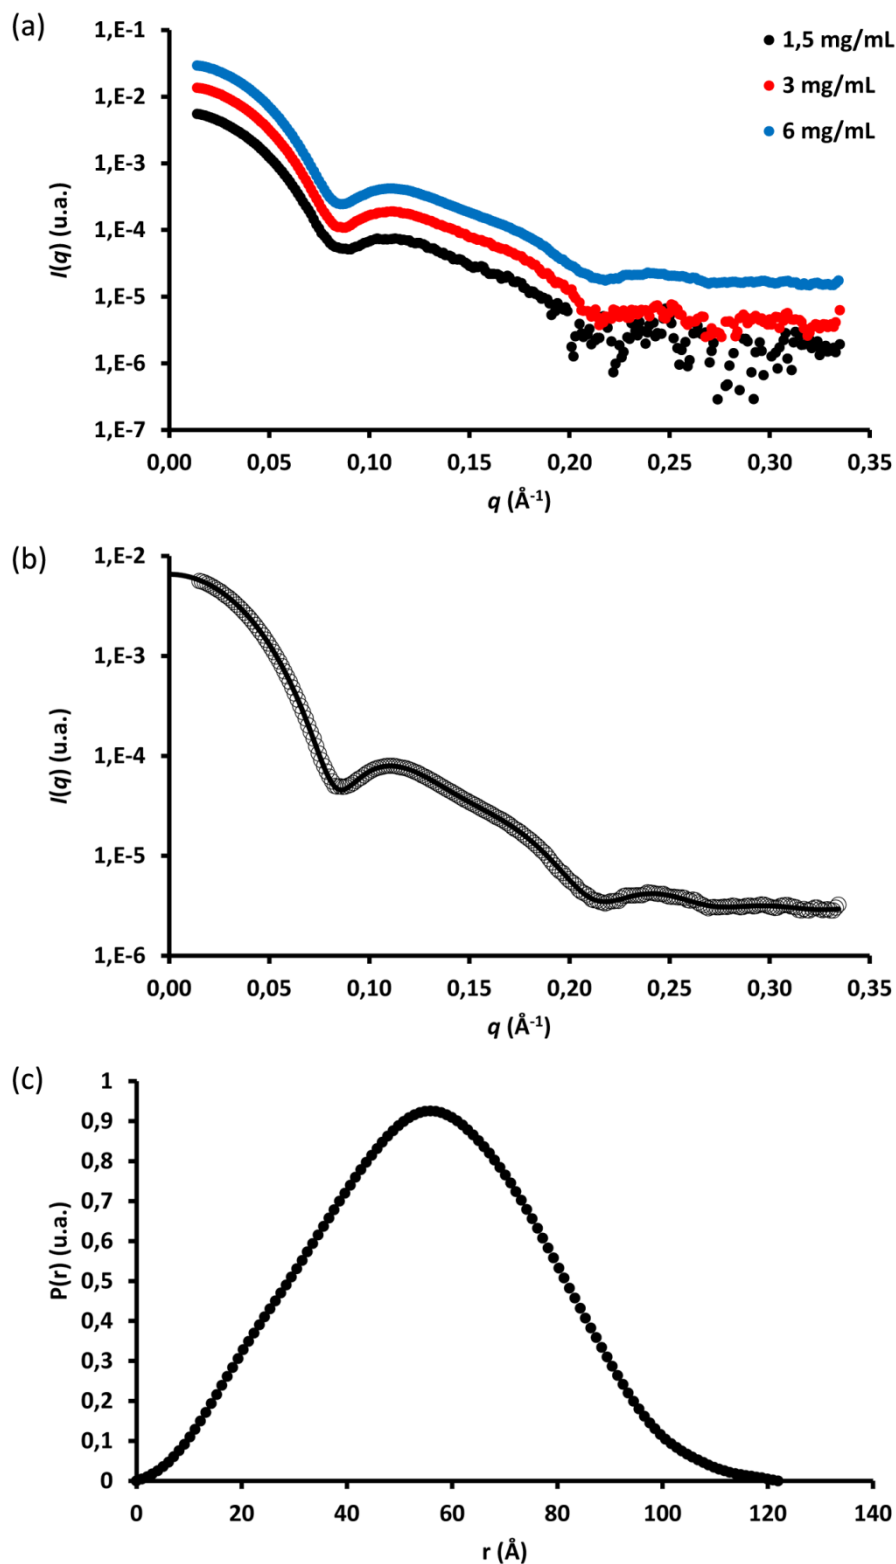 (a)
1,E-1
1,E-2
1,E-3
1,E-4
1,E-5
1,E-6
1,E-7
I(q) (u.a.)
1,5 mg/mL
3 mg/mL
6 mg/mL
0,00 0,05 0,10 0,15 0,20 0,25 0,30 0,35
q (Å⁻¹)
(b)
1,E-2
1,E-3
1,E-4
1,E-5
1,E-6
I(q) (u.a.)
0,00 0,05 0,10 0,15 0,20 0,25 0,30 0,35
q (Å⁻¹)
(c)
1
0,9
0,8
0,7
0,6
0,5
0,4
0,3
0,2
0,1
0
P(r) (u.a.)
0 20 40 60 80 100 120 140
r (Å)